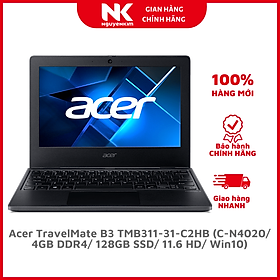 NK
NGUYENKIM
GIAN HÀNG
CHÍNH HÃNG
acer
100%
HÀNG MỚI
Bảo hành
CHÍNH HÃNG
Giao hàng
NHANH
acer
Acer TravelMate B3 TMB311-31-C2HB (C-N4020/
4GB DDR4/ 128GB SSD/ 11.6 HD/ Win10)